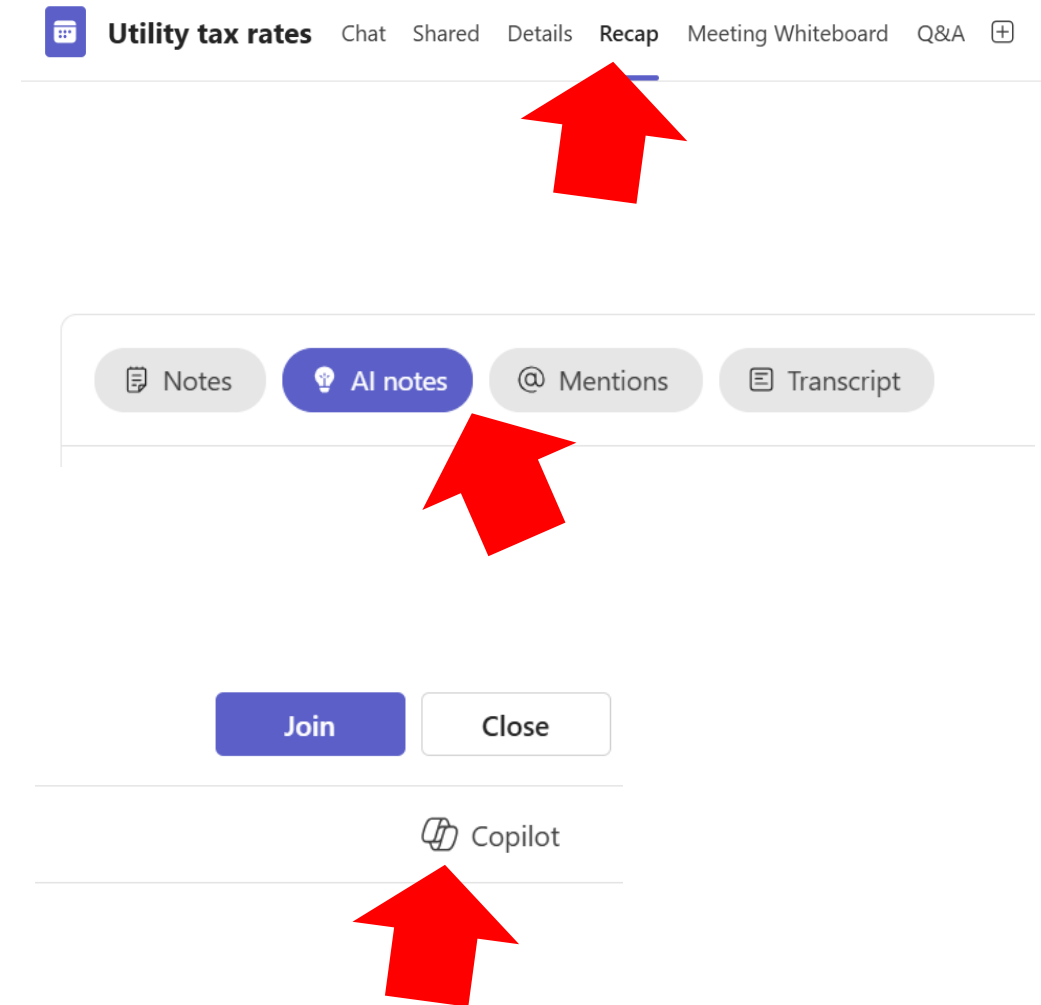 Utility tax rates Chat Shared Details Recap Meeting Whiteboard Q&A
Notes AI notes @ Mentions Transcript
Join Close
Copilot